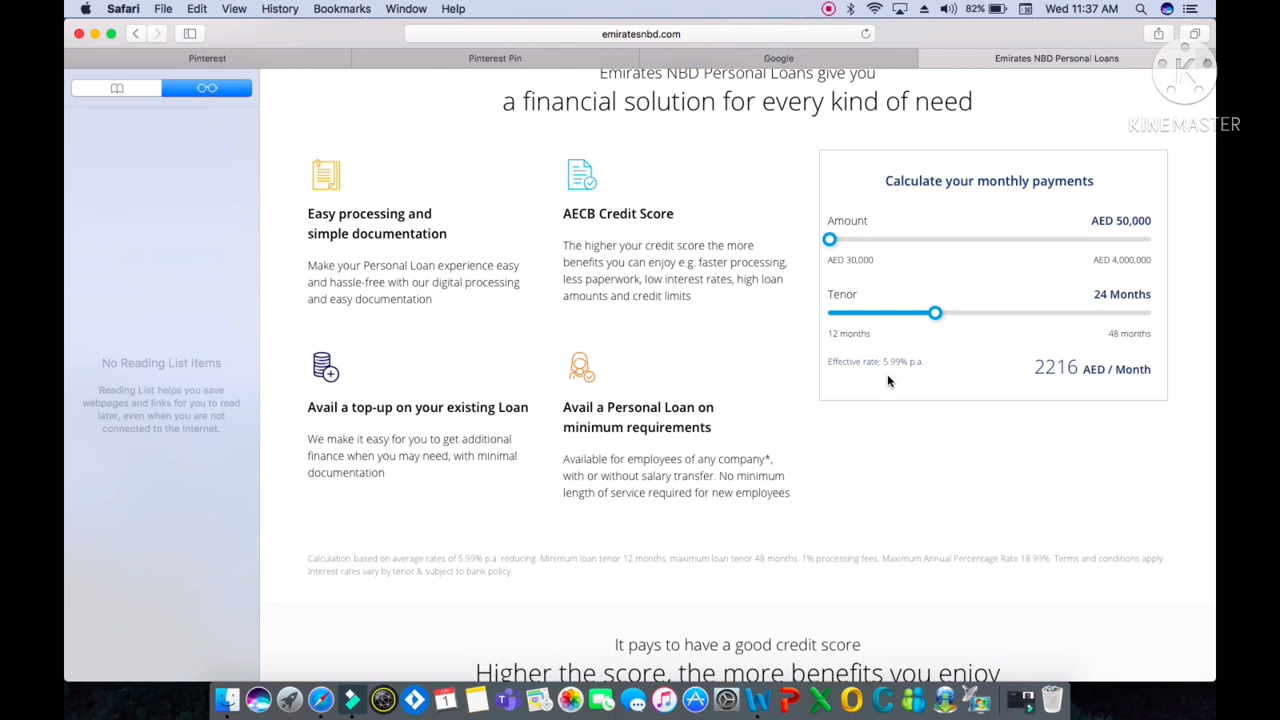 Safari File Edit View History Bookmarks Window Help 82% Wed 11:37 AM
emiratesnbd.com
Pinterest Pinterest Pin Google Emirates NBD Personal Loans
K
KINEMASTER
No Reading List Items
Reading List helps you save
webpages and links for you to read
later, even when you are not
connected to the Internet.
Emirates NBD Personal Loans give you
a financial solution for every kind of need
Easy processing and
simple documentation
Make your Personal Loan experience easy
and hassle-free with our digital processing
and easy documentation
AECB Credit Score
The higher your credit score the more
benefits you can enjoy e.g. faster processing,
less paperwork, low interest rates, high loan
amounts and credit limits
Calculate your monthly payments
Amount AED 50,000
AED 30,000 AED 4,000,000
Tenor 24 Months
12 months 48 months
Effective rate: 5.99% p.a.
2216 AED / Month
Avail a top-up on your existing Loan
We make it easy for you to get additional
finance when you may need, with minimal
documentation
Avail a Personal Loan on
minimum requirements
Available for employees of any company*,
with or without salary transfer. No minimum
length of service required for new employees
Calculation based on average rates of 5.99% p.a. reducing. Minimum loan tenor 12 months, maximum loan tenor 48 months. 1% processing fees. Maximum Annual Percentage Rate 18.99%. Terms and conditions apply.
Interest rates vary by tenor & subject to bank policy.
It pays to have a good credit score
Higher the score, the more benefits you enjoy